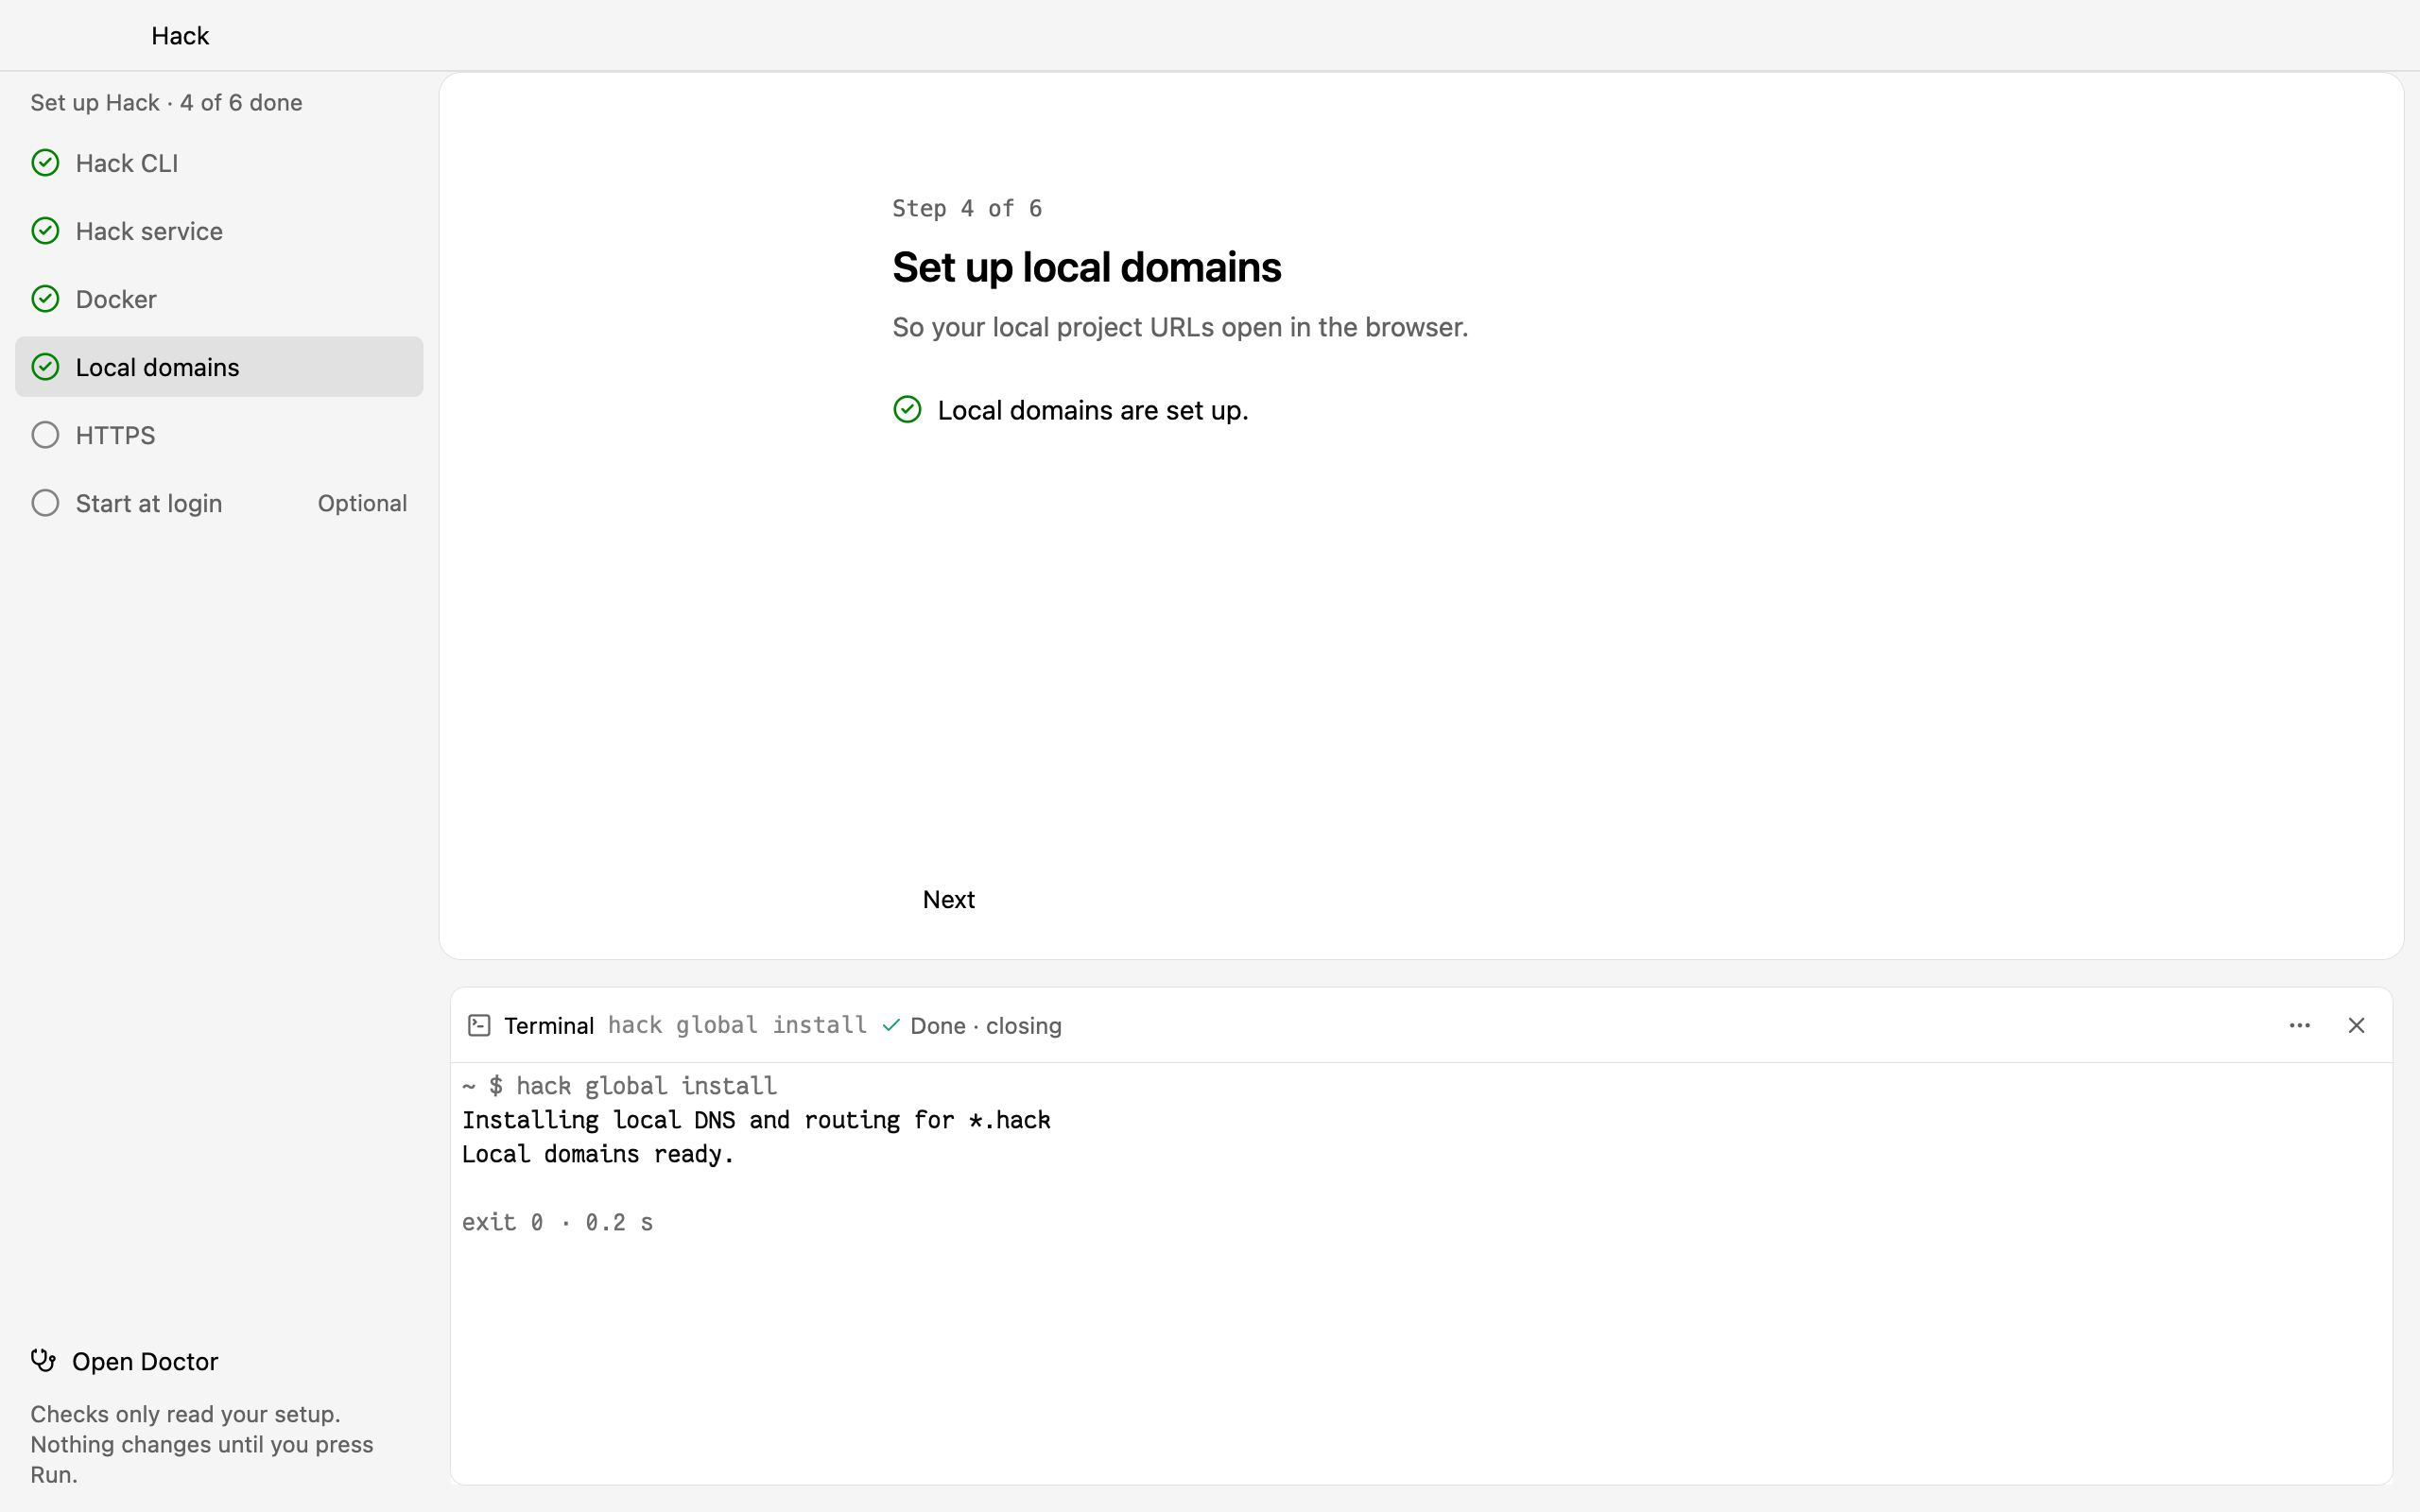 Hack
Set up Hack · 4 of 6 done
Hack CLI
Hack service
Docker
Local domains
HTTPS
Start at login Optional
Open Doctor
Checks only read your setup.
Nothing changes until you press
Run.
Step 4 of 6
Set up local domains
So your local project URLs open in the browser.
Local domains are set up.
Next
Terminal hack global install Done · closing
~ $ hack global install
Installing local DNS and routing for *.hack
Local domains ready.
exit 0 · 0.2 s